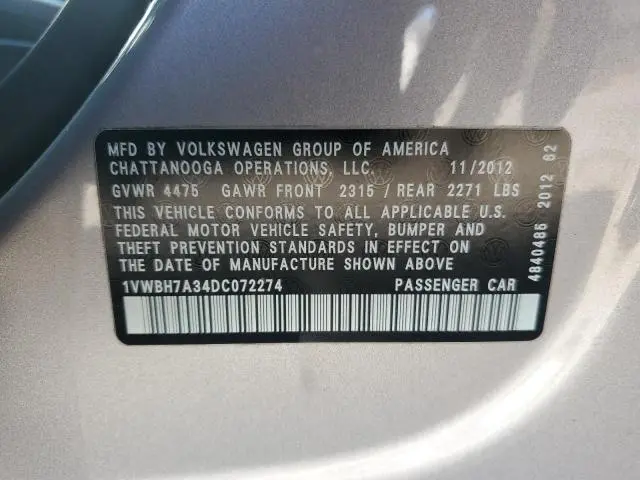 MFD BY VOLKSWAGEN GROUP OF AMERICA
CHATTANOOGA OPERATIONS, LLC. 11/2012
GVWR 4475 GAWR FRONT 2315 / REAR 2271 LBS
THIS VEHICLE CONFORMS TO ALL APPLICABLE U.S.
FEDERAL MOTOR VEHICLE SAFETY, BUMPER AND
THEFT PREVENTION STANDARDS IN EFFECT ON
THE DATE OF MANUFACTURE SHOWN ABOVE
1VWBH7A34DC072274 PASSENGER CAR
4840485 2012 62